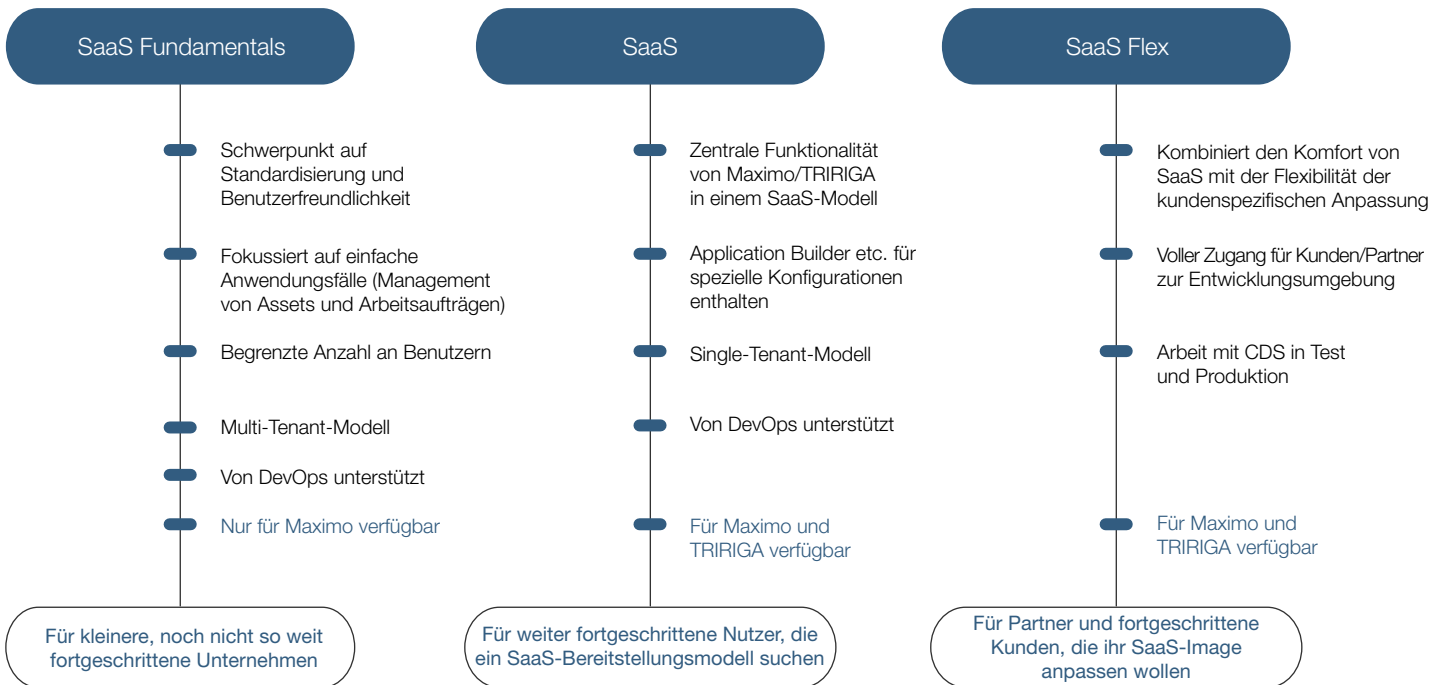 SaaS Fundamentals
Schwerpunkt auf
Standardisierung und
Benutzerfreundlichkeit
Fokussiert auf einfache
Anwendungsfälle (Management
von Assets und Arbeitsaufträgen)
Begrenzte Anzahl an Benutzern
Multi-Tenant-Modell
Von DevOps unterstützt
Nur für Maximo verfügbar
Für kleinere, noch nicht so weit
fortgeschrittene Unternehmen
SaaS
Zentrale Funktionalität
von Maximo/TRIRIGA
in einem SaaS-Modell
Application Builder etc. für
spezielle Konfigurationen
enthalten
Single-Tenant-Modell
Von DevOps unterstützt
Für Maximo und
TRIRIGA verfügbar
Für weiter fortgeschrittene Nutzer, die
ein SaaS-Bereitstellungsmodell suchen
SaaS Flex
Kombiniert den Komfort von
SaaS mit der Flexibilität der
kundenspezifischen Anpassung
Voller Zugang für Kunden/Partner
zur Entwicklungsumgebung
Arbeit mit CDS in Test
und Produktion
Für Maximo und
TRIRIGA verfügbar
Für Partner und fortgeschrittene
Kunden, die ihr SaaS-Image
anpassen wollen